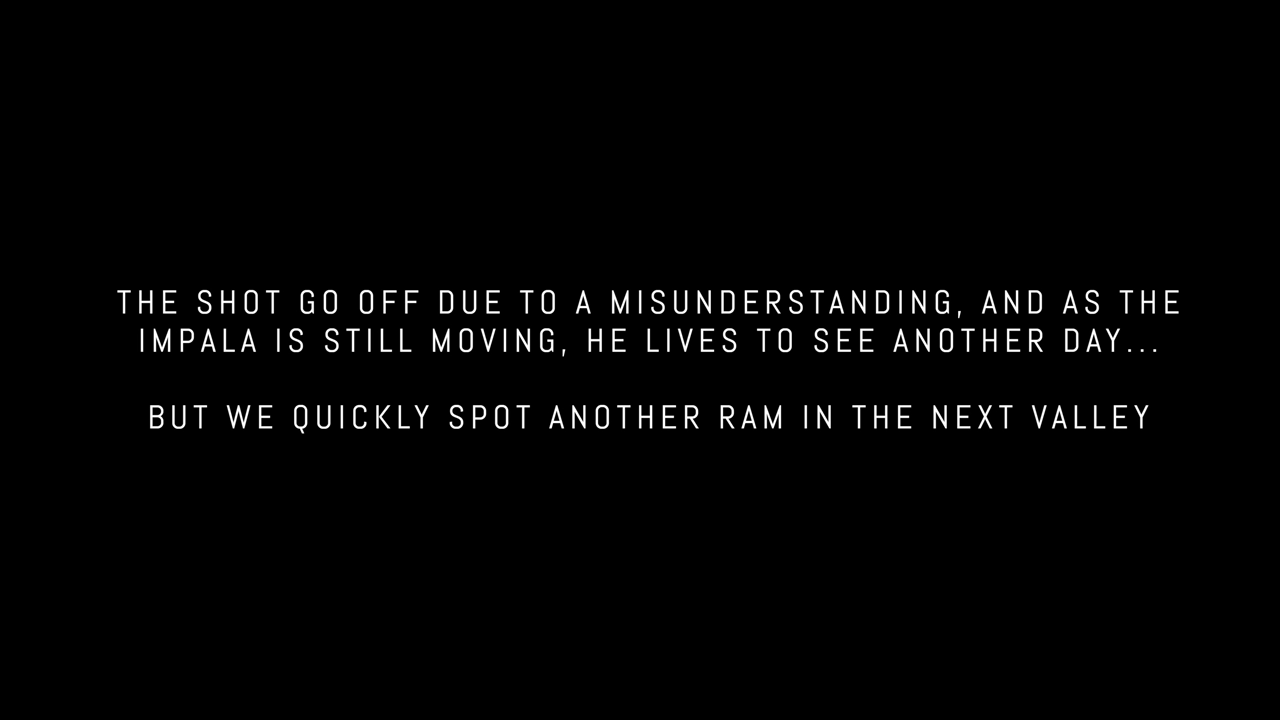 THE SHOT GO OFF DUE TO A MISUNDERSTANDING, AND AS THE
IMPALA IS STILL MOVING, HE LIVES TO SEE ANOTHER DAY...
BUT WE QUICKLY SPOT ANOTHER RAM IN THE NEXT VALLEY